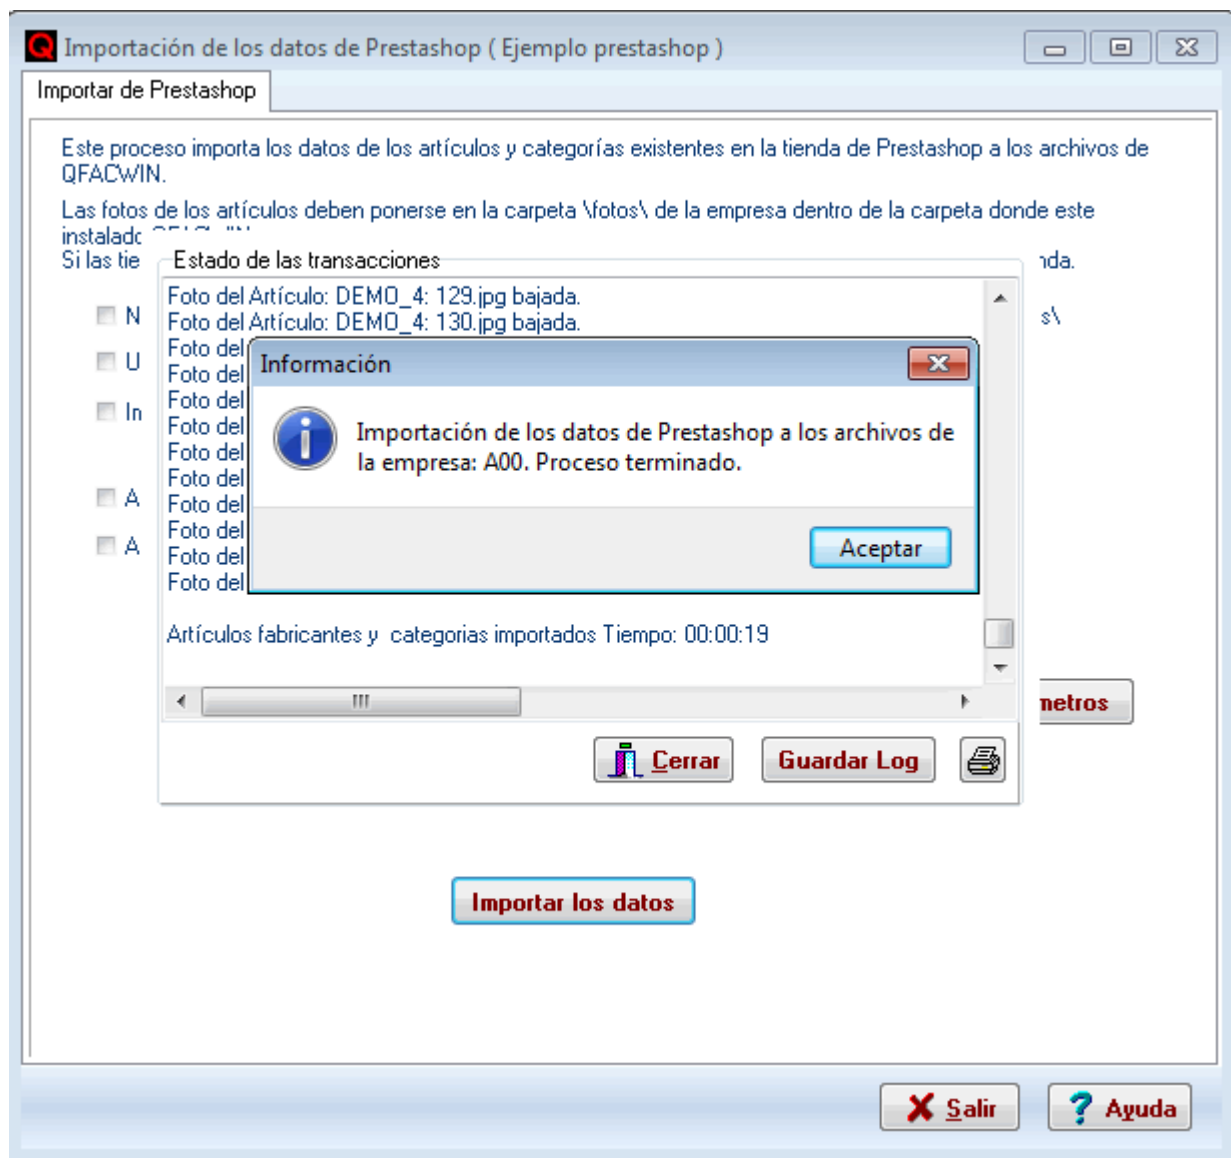 Importación de los datos de Prestashop ( Ejemplo prestashop )
Importar de Prestashop
Este proceso importa los datos de los artículos y categorías existentes en la tienda de Prestashop a los archivos de
QFACWIN.
Las fotos de los artículos deben ponerse en la carpeta \fotos\ de la empresa dentro de la carpeta donde este
Si las
Estado de las transacciones
Foto del Artículo: DEMO_4: 129.jpg bajada.
N
Foto del Artículo: DEMO_4: 130.jpg bajada.
s\
Foto del
U
Foto del
Foto del
In
Foto del
Foto del
Foto del
A
Foto del
Foto del
A
Foto del
Foto del
Información
Importación de los datos de Prestashop a los archivos de
la empresa: A00. Proceso terminado.
Aceptar
Artículos fabricantes y categorias importados Tiempo: 00:00:19
metros
Cerrar
Guardar Log
Importar los datos
Salir
Ayuda